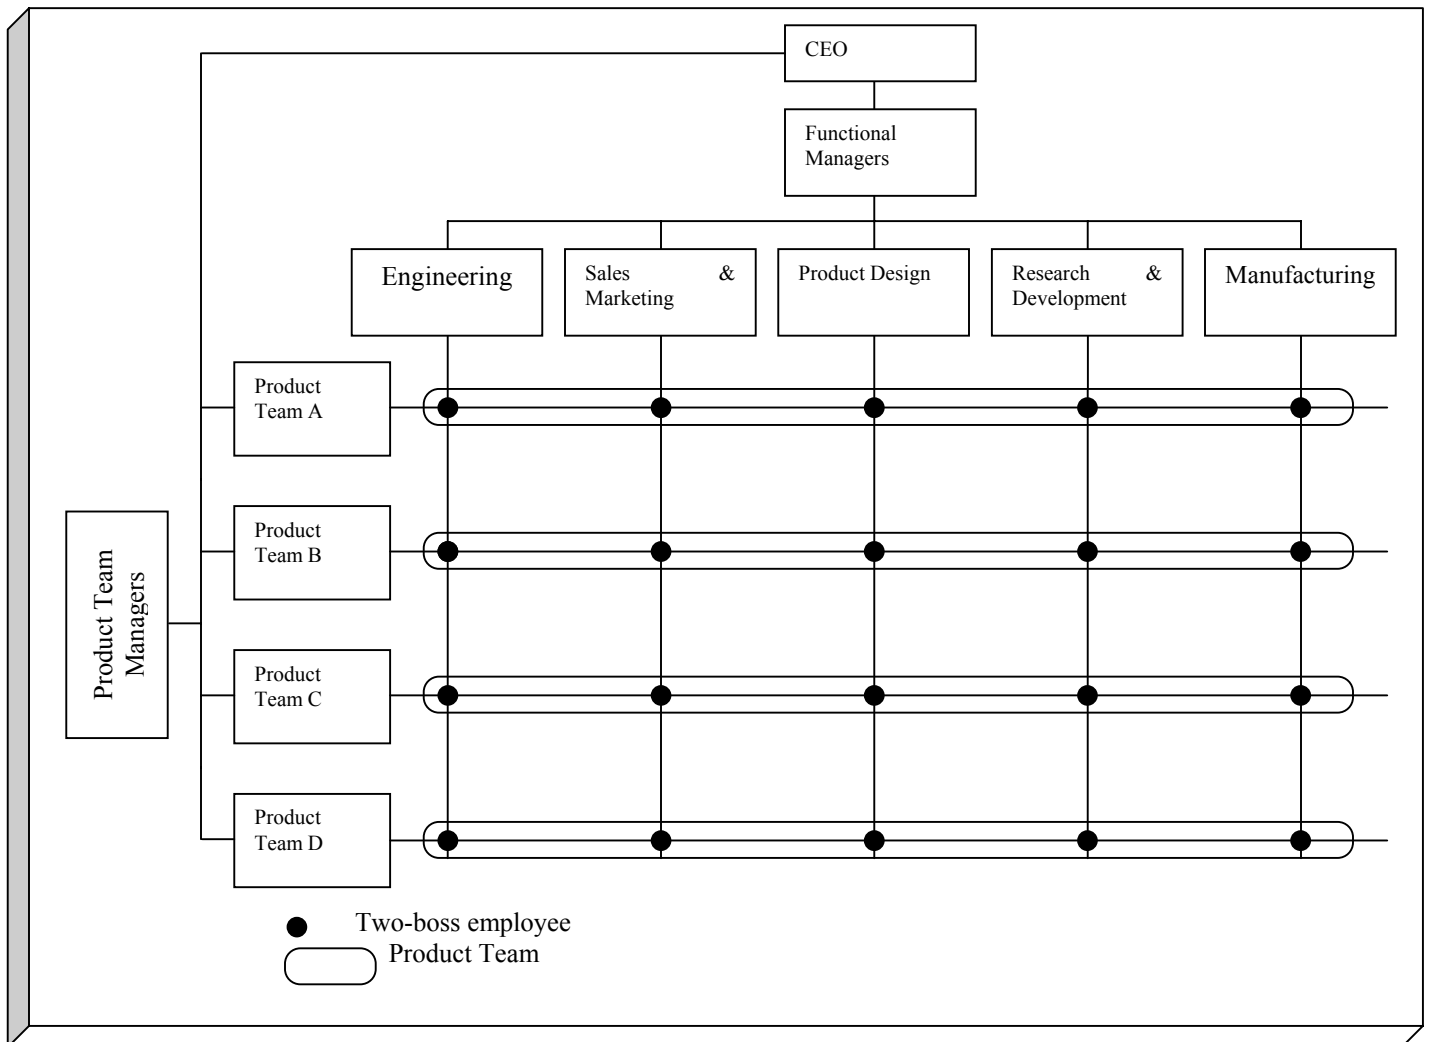 CEO
Functional
Managers
Engineering
Sales &
Marketing
Product Design
Research &
Development
Manufacturing
Product
Team A
Product
Team B
Product Team
Managers
Product
Team C
Product
Team D
Two-boss employee
Product Team